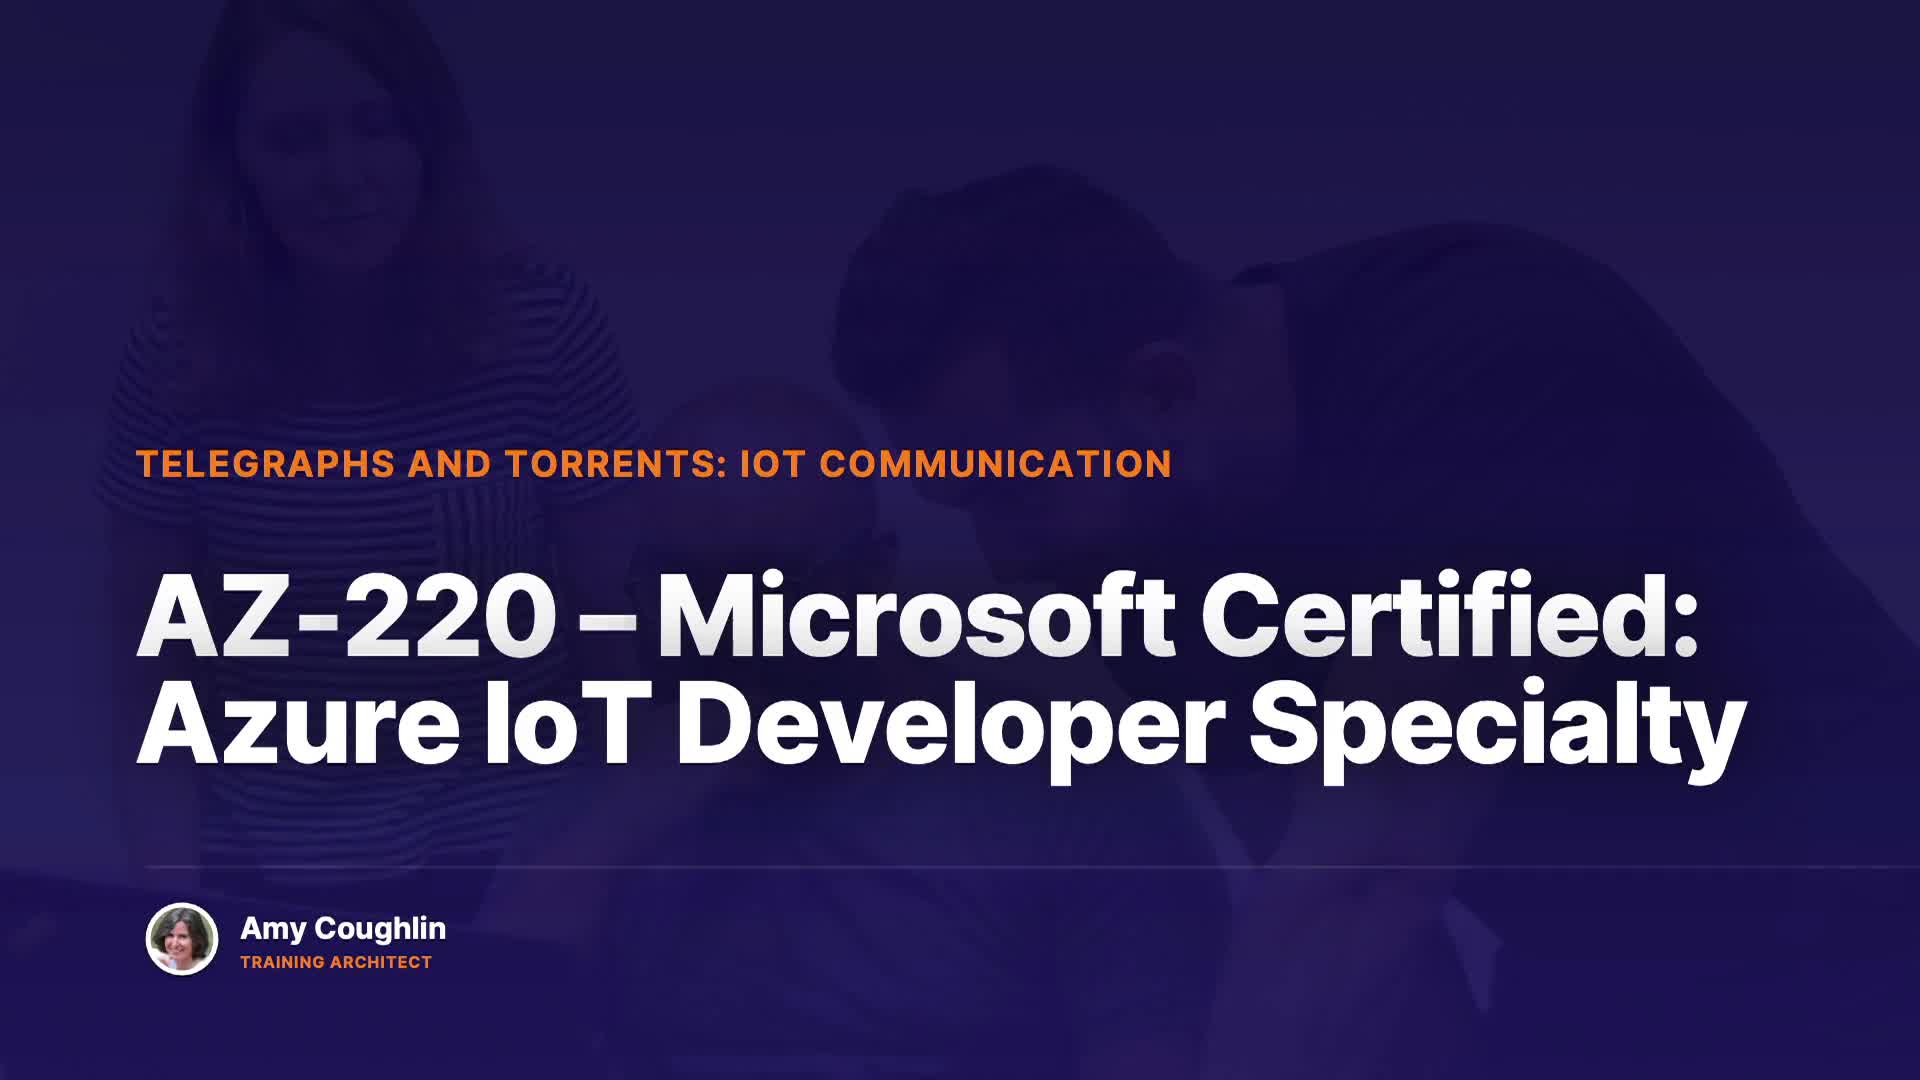 TELEGRAPHS AND TORRENTS: IOT COMMUNICATION
AZ-220 – Microsoft Certified:
Azure IoT Developer Specialty
Amy Coughlin
TRAINING ARCHITECT